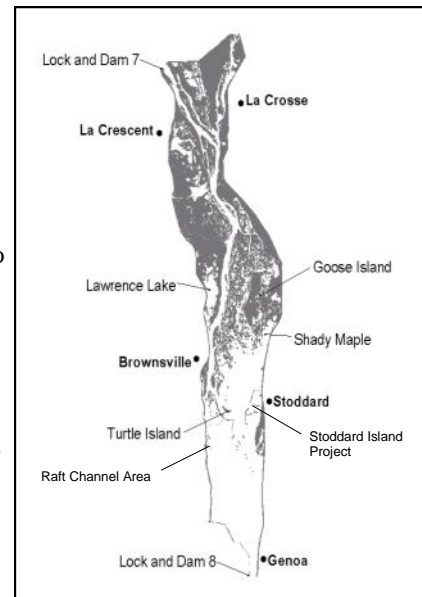 Lock and Dam 7
La Crosse
La Crescent
Goose Island
Lawrence Lake
Shady Maple
Brownsville
Stoddard
Turtle Island
Stoddard Island
Project
Raft Channel Area
Lock and Dam 8
Genoa